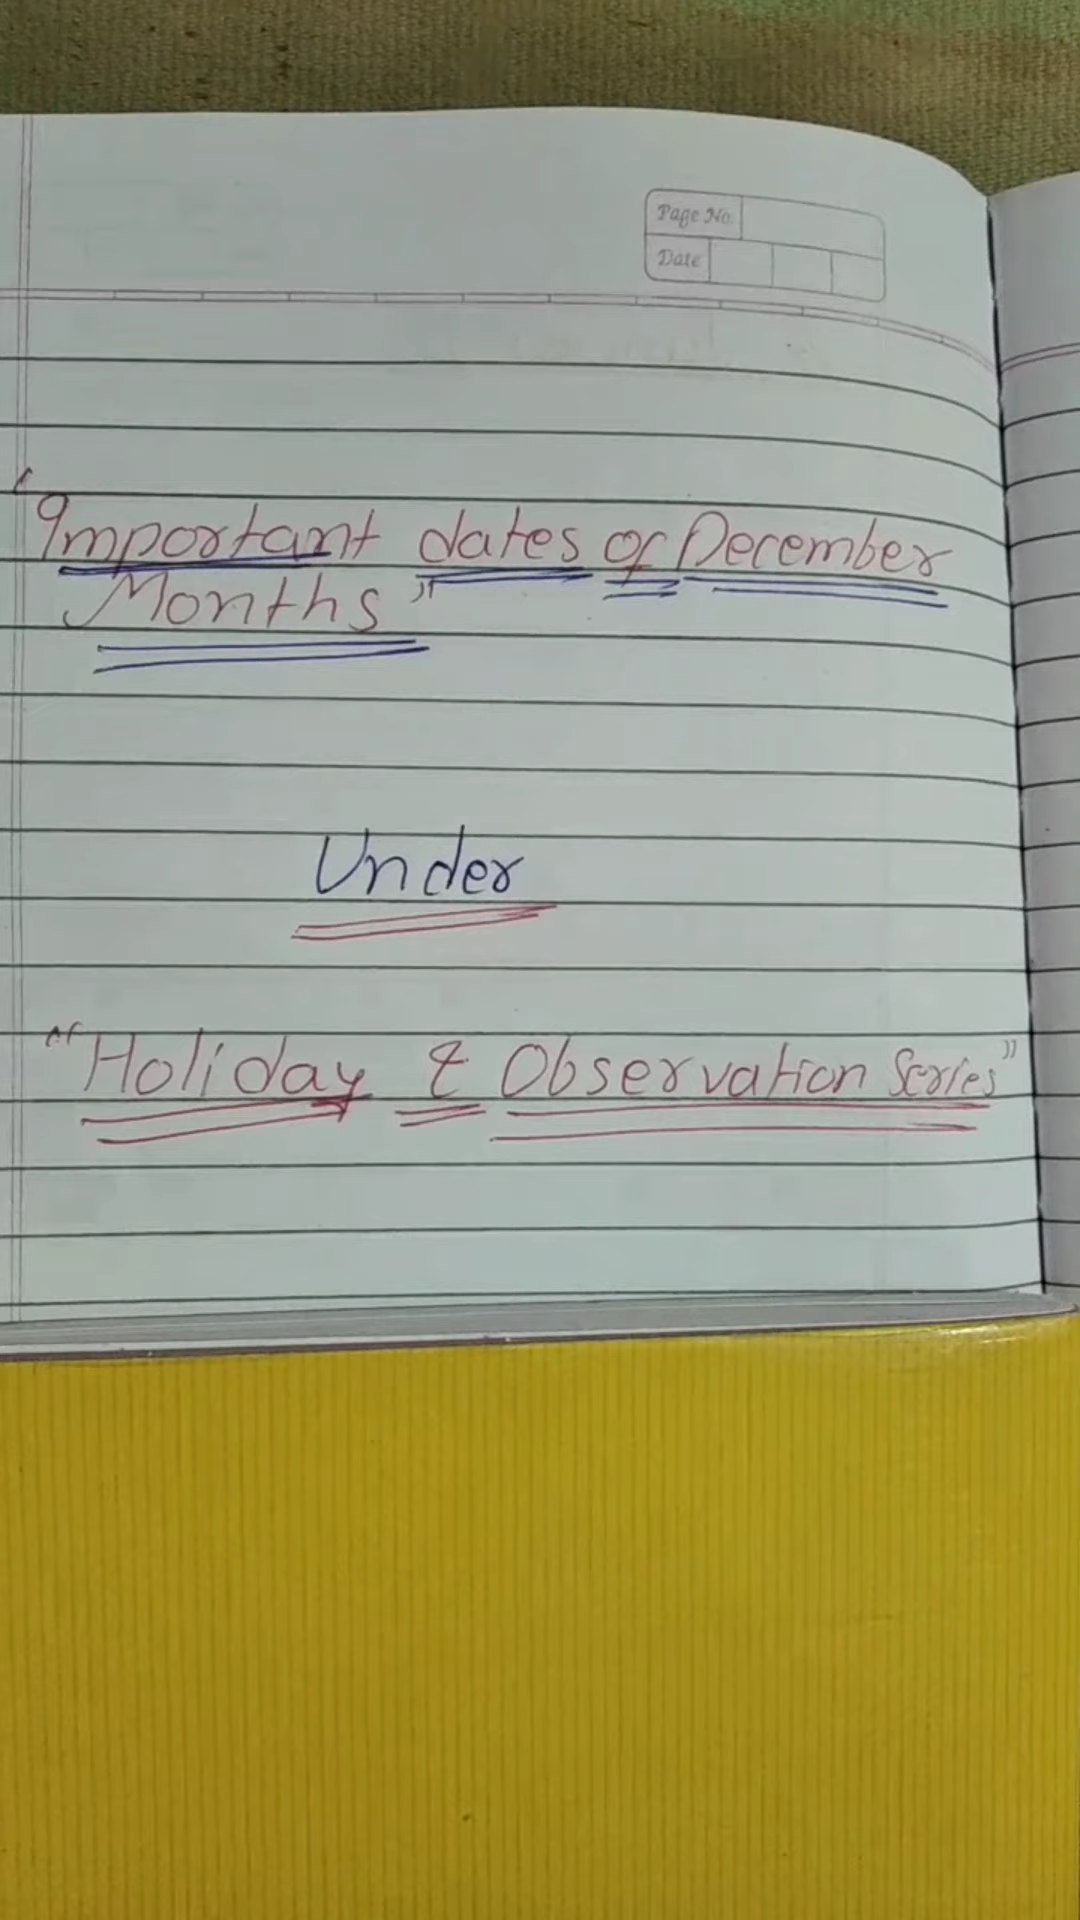 Page No.
Date
"Important dates of December
Months"
Under
"Holiday & Observation Series"